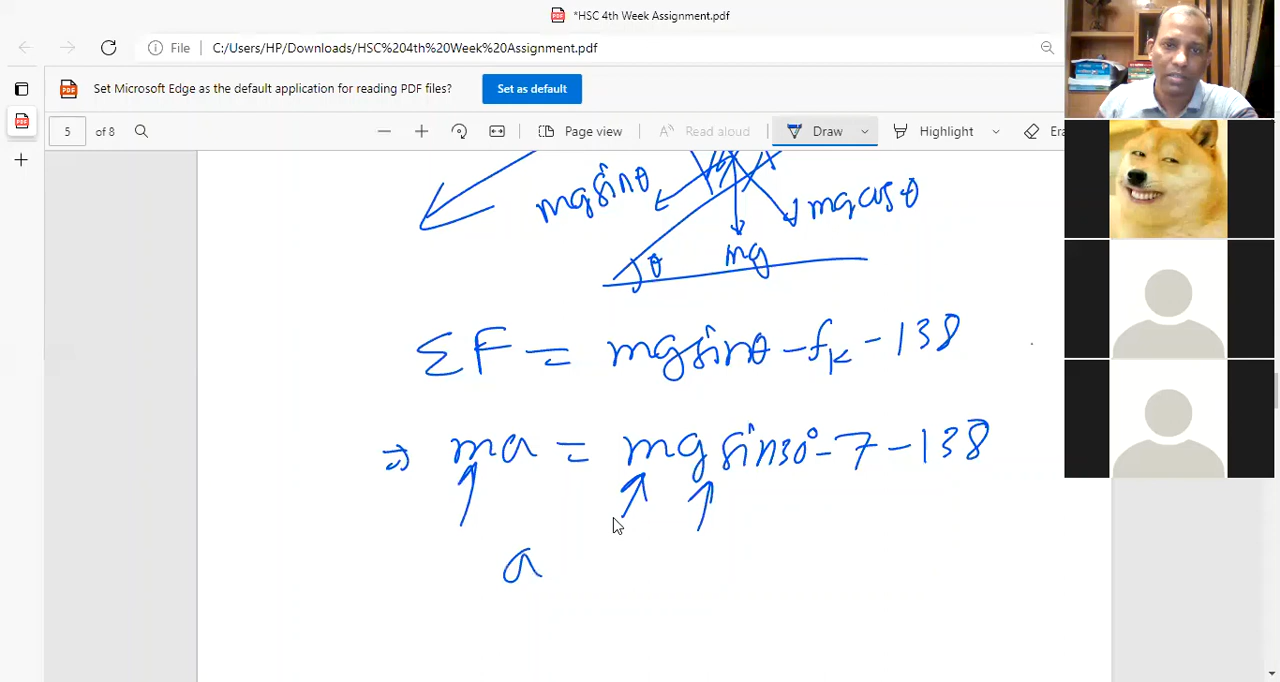 *HSC 4th Week Assignment.pdf
File C:/Users/HP/Downloads/HSC%204th%20Week%20Assignment.pdf
Set Microsoft Edge as the default application for reading PDF files? Set as default
5 of 8 Page view Read aloud Draw Highlight Era
mg sinθ
mg cos θ
θ mg
ΣF = mg sinθ - fk - 138
⇒ ma = mg sin30° - 7 - 138
a